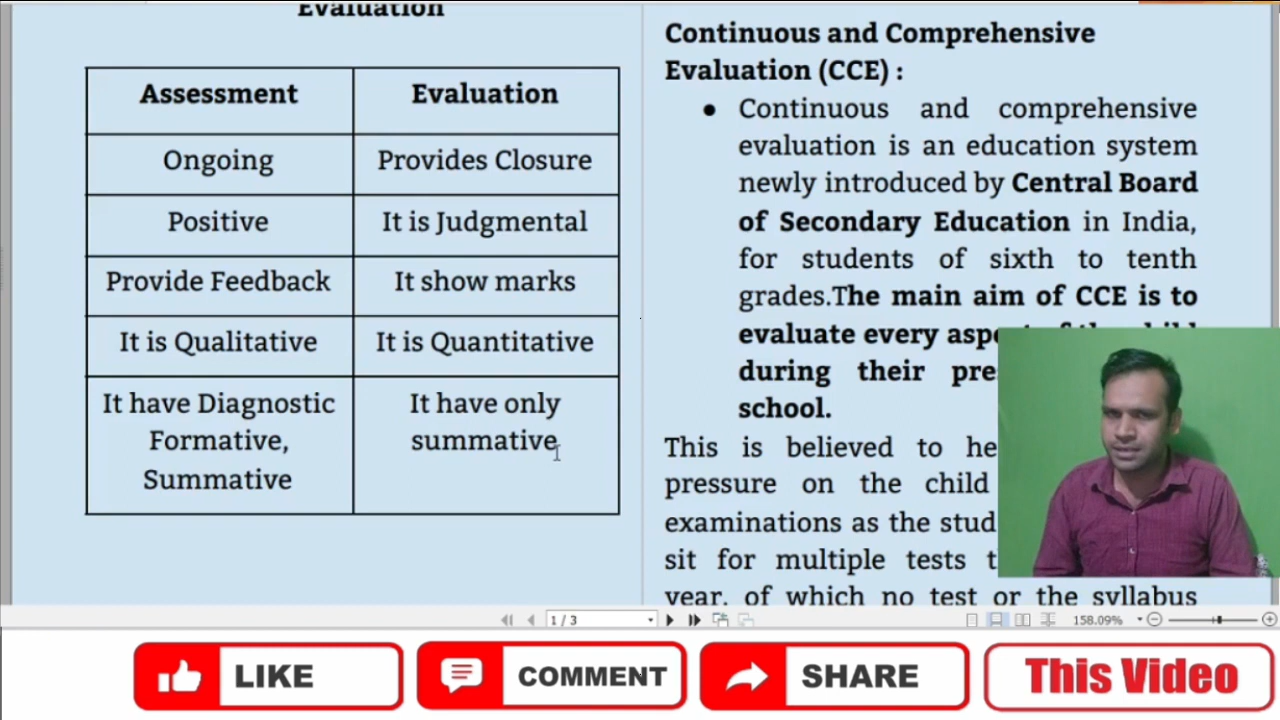 Evaluation
Assessment
Evaluation
Ongoing
Provides Closure
Positive
It is Judgmental
Provide Feedback
It show marks
It is Qualitative
It is Quantitative
It have Diagnostic
Formative,
Summative
It have only
summative
Continuous and Comprehensive
Evaluation (CCE) :
• Continuous and comprehensive
evaluation is an education system
newly introduced by Central Board
of Secondary Education in India,
for students of sixth to tenth
grades.The main aim of CCE is to
evaluate every
during their
school.
This is believed to
pressure on the child
examinations as the
sit for multiple tests
year, of which no test or the syllabus
1 / 3
158.09%
LIKE
COMMENT
SHARE
This Video